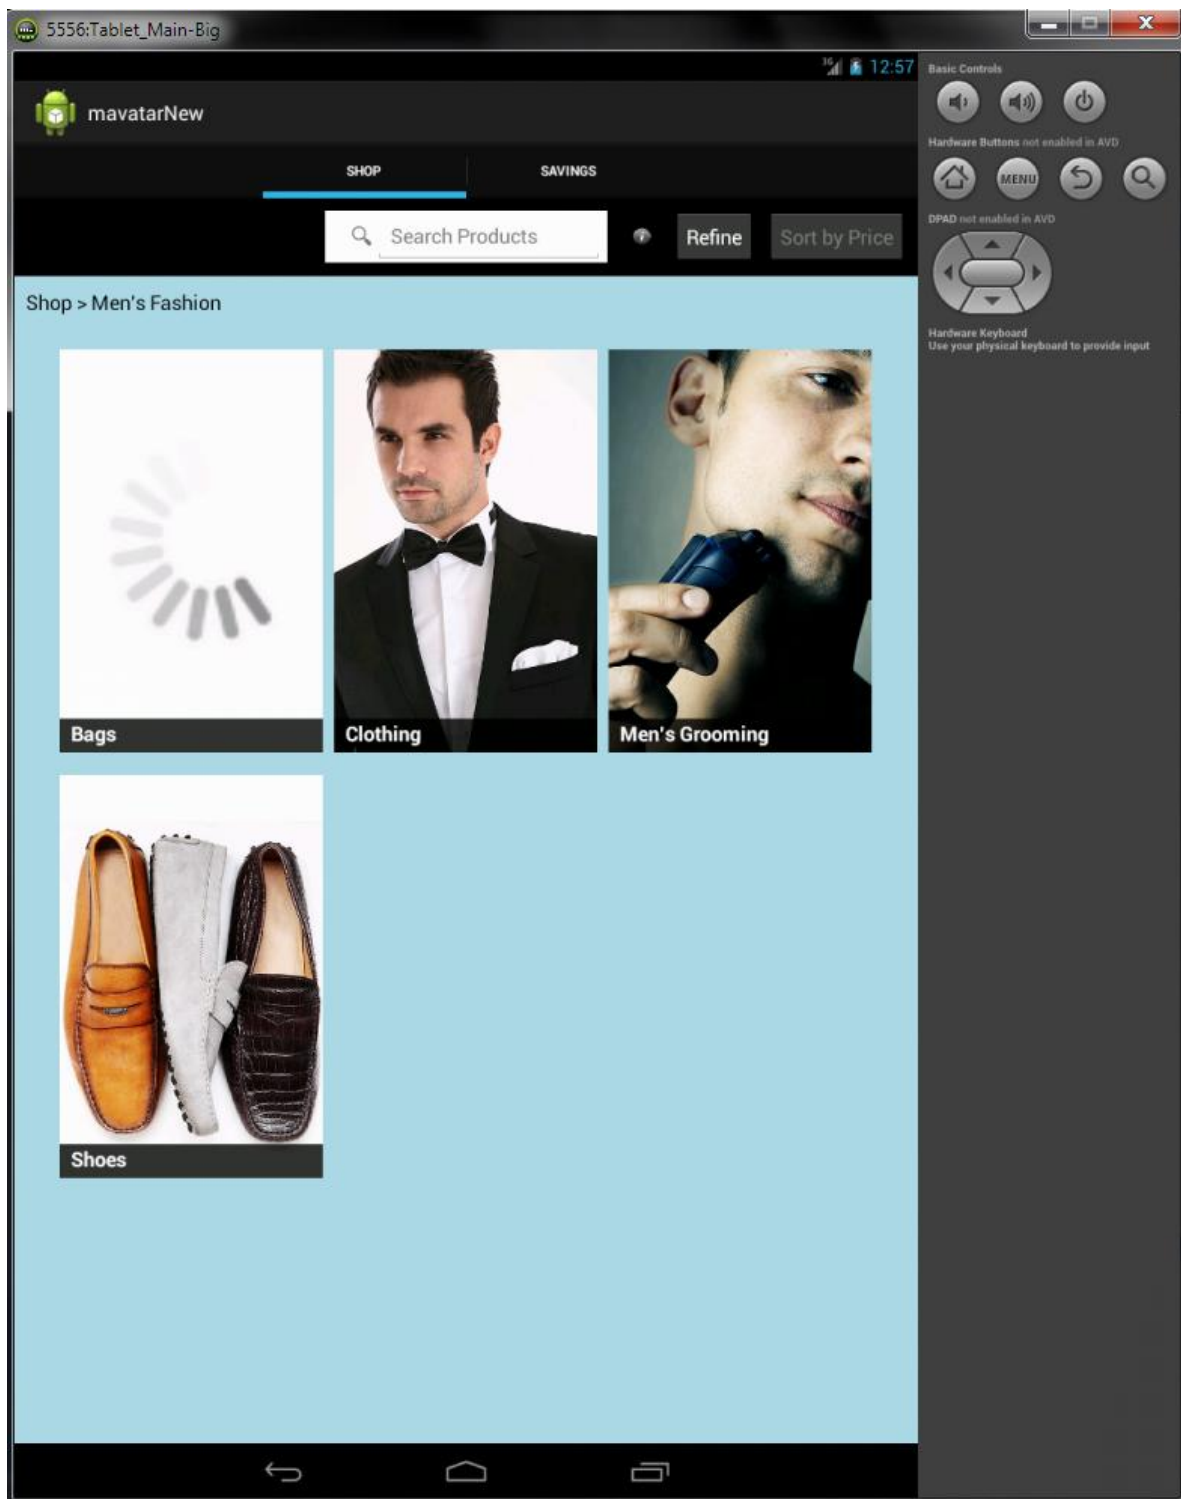 5556:Tablet_Main-Big
3G 12:57
mavatarNew
SHOP SAVINGS
Search Products Refine Sort by Price
Shop > Men's Fashion
Bags Clothing Men's Grooming
Shoes
Basic Controls
Hardware Buttons not enabled in AVD
MENU
DPAD not enabled in AVD
Hardware Keyboard
Use your physical keyboard to provide input